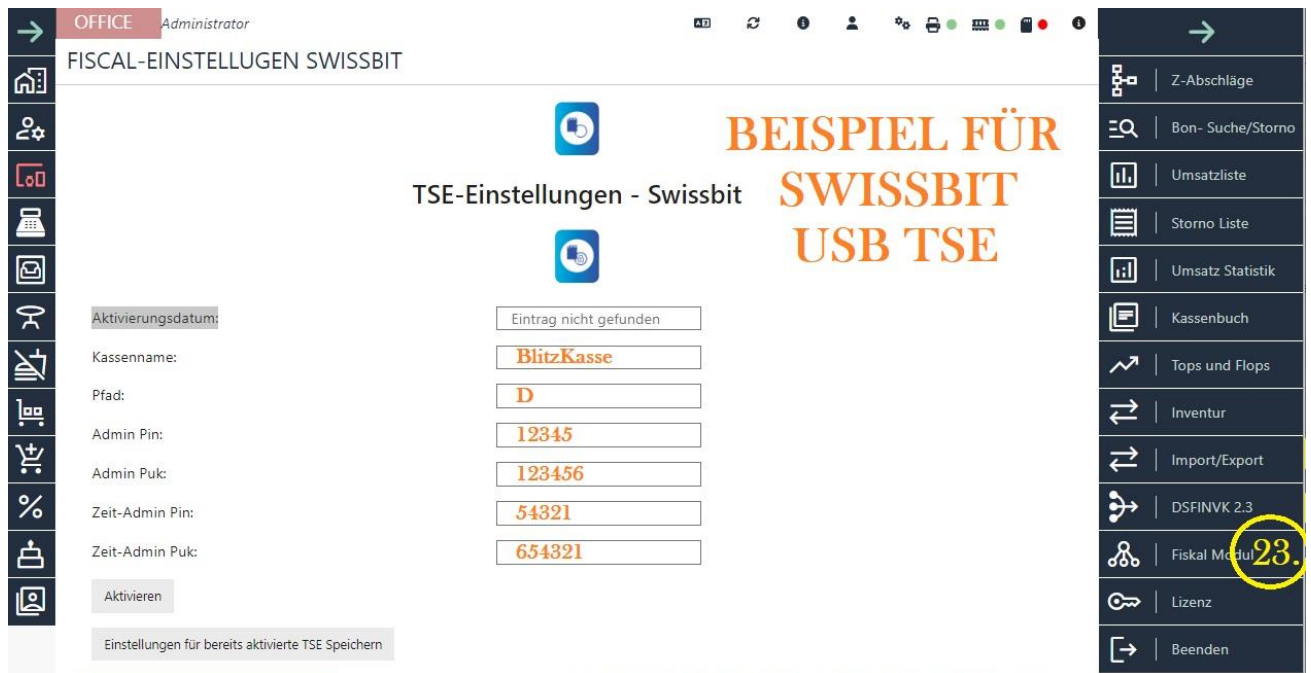 OFFICE Administrator
FISCAL-EINSTELLUGEN SWISSBIT
BEISPIEL FÜR
SWISSBIT
USB TSE
TSE-Einstellungen - Swissbit
Aktivierungsdatum: Eintrag nicht gefunden
Kassenname: BlitzKasse
Pfad: D
Admin Pin: 12345
Admin Puk: 123456
Zeit-Admin Pin: 54321
Zeit-Admin Puk: 654321
Aktivieren
Einstellungen für bereits aktivierte TSE Speichern
Z-Abschläge
Bon- Suche/Storno
Umsatzliste
Storno Liste
Umsatz Statistik
Kassenbuch
Tops und Flops
Inventur
Import/Export
DSFINVK 2.3
Fiskal Modul 23.
Lizenz
Beenden